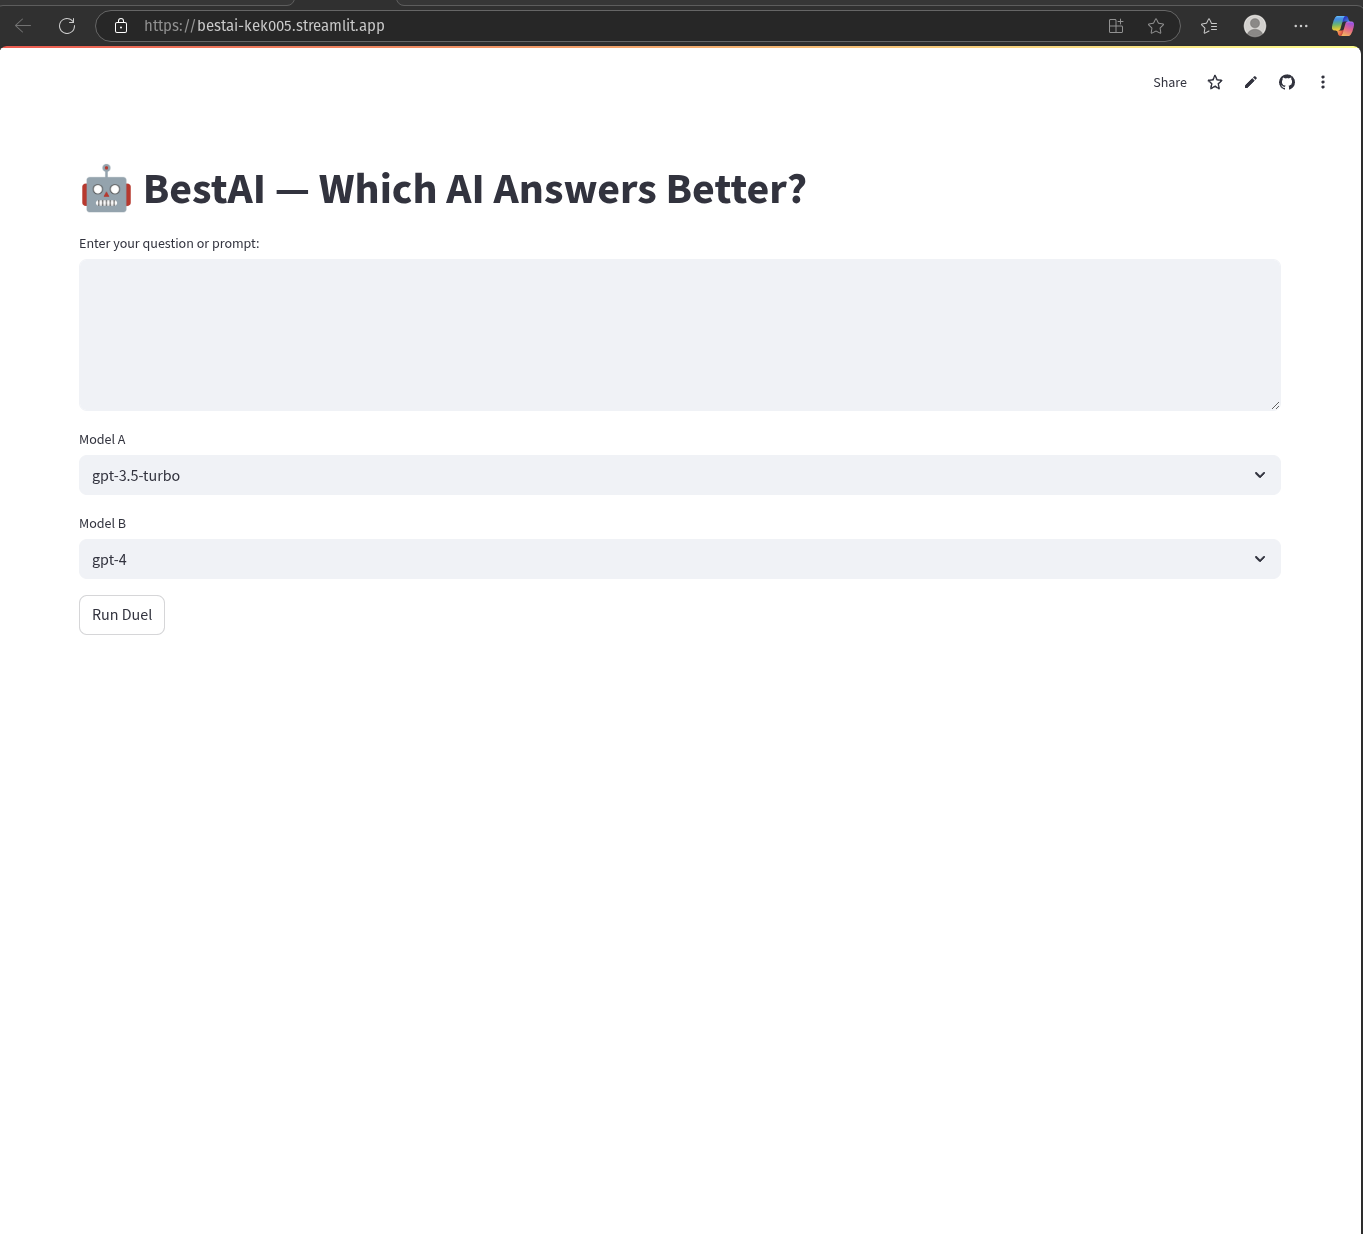 https://bestai-kek005.streamlit.app
Share
🤖 BestAI — Which AI Answers Better?
Enter your question or prompt:
Model A
gpt-3.5-turbo
Model B
gpt-4
Run Duel